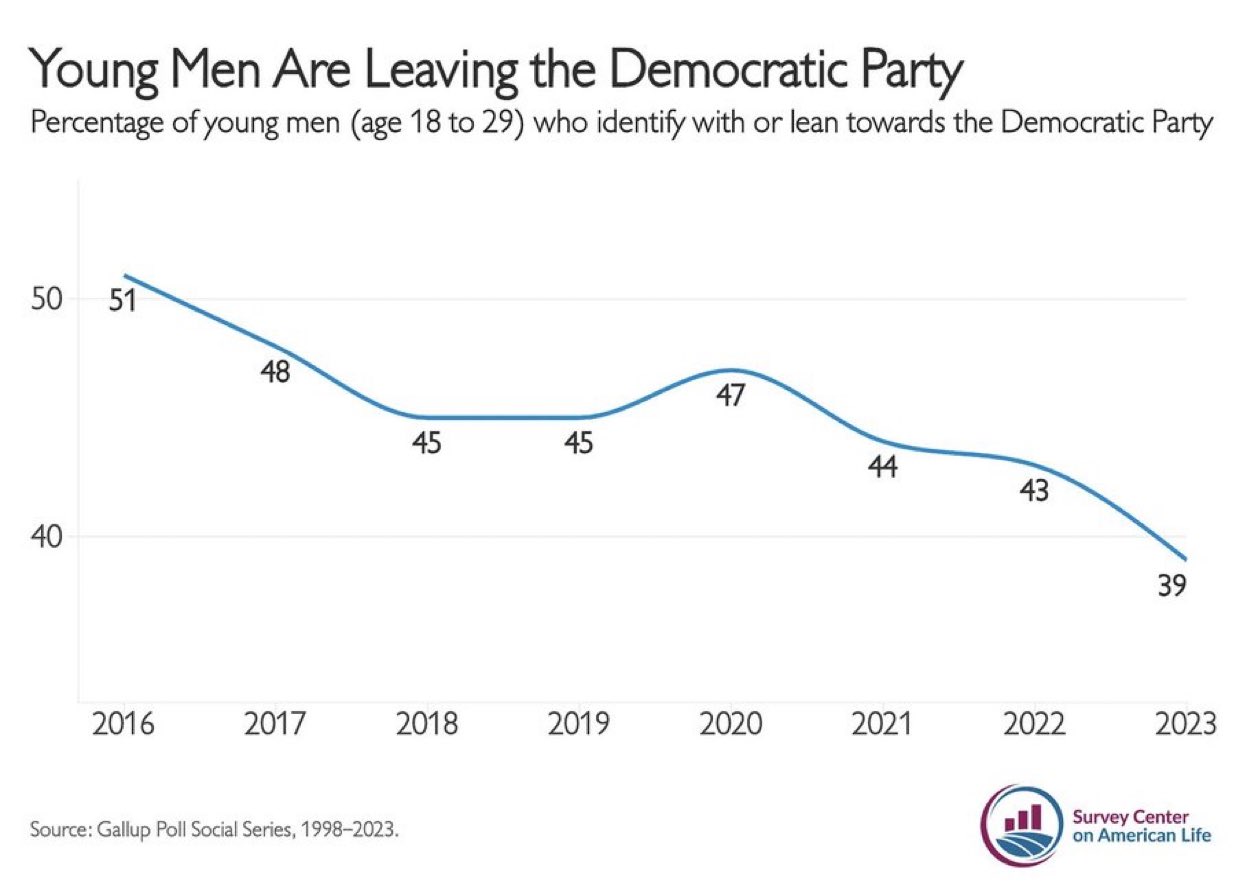 Young Men Are Leaving the Democratic Party
Percentage of young men (age 18 to 29) who identify with or lean towards the Democratic Party
50
51
48
45
45
47
44
43
40
39
2016 2017 2018 2019 2020 2021 2022 2023
Source: Gallup Poll Social Series, 1998–2023.
Survey Center
on American Life